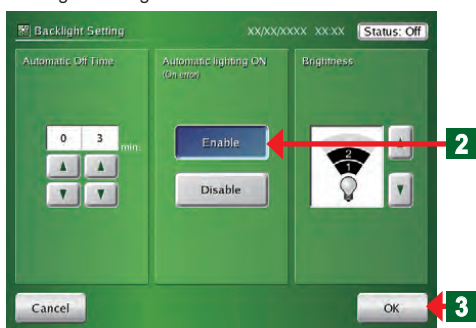 Backlight Setting XX/XX/XXXX XX:XX Status: Off
Automatic Off Time
Automatic lighting ON
(On error)
Brightness
0 3 min.
Enable
Disable
2
1
2
Cancel
OK
3